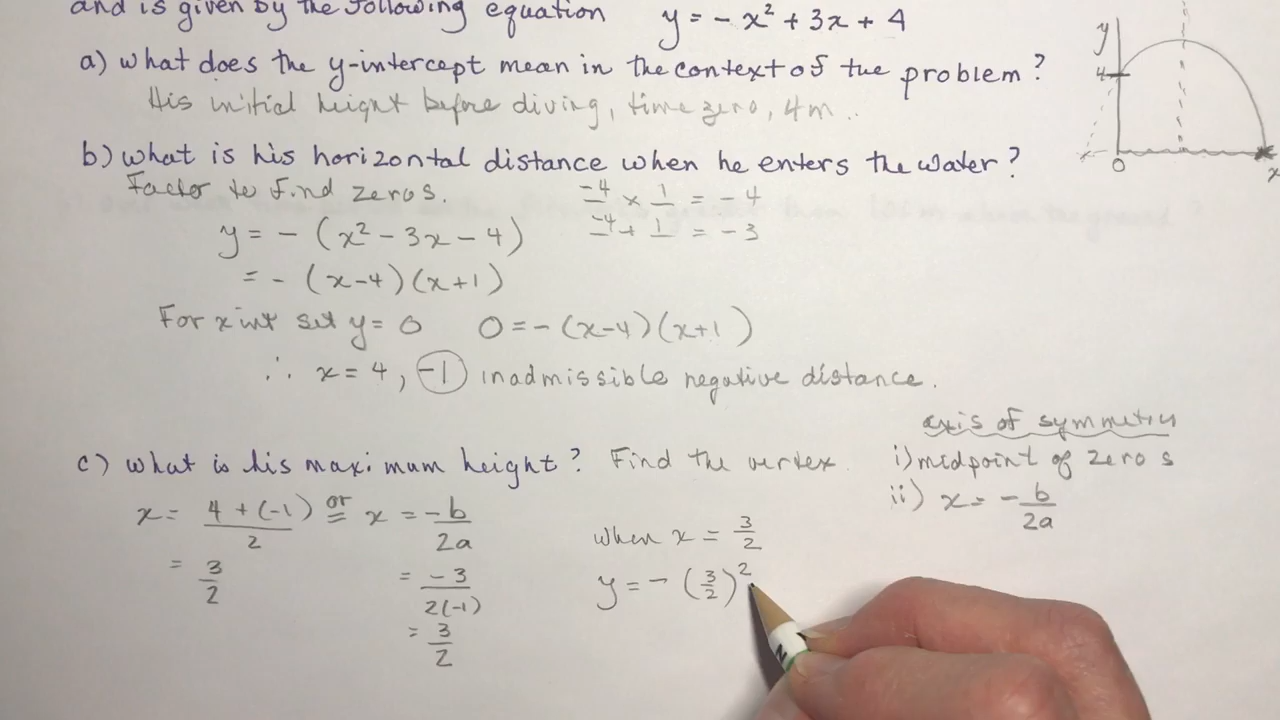 and is given by the following equation y = - x² + 3x + 4
a) what does the y-intercept mean in the context of the problem?
His initial height before diving, time zero, 4m..
y
4
0
x
b) what is his horizontal distance when he enters the water?
Factor to find zeros.
-4 × 1 = -4
-4 + 1 = -3
y = - (x² - 3x - 4)
= - (x-4)(x+1)
For x int set y = 0 0 = - (x-4)(x+1)
∴ x = 4, -1 inadmissible negative distance.
c) what is his maximum height? Find the vertex
axis of symmetry
i) midpoint of zeros
ii) x = -b/2a
x = 4 + (-1)/2 or x = -b/2a
= 3/2
= -3/2(-1)
= 3/2
when x = 3/2
y = - (3/2)²
N